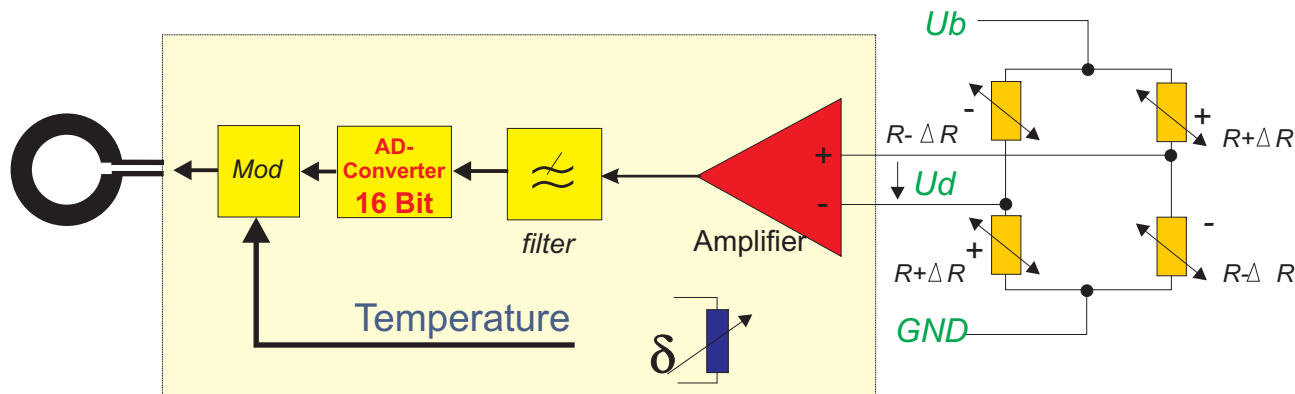 Ub
-
+
R- Δ R
R+Δ R
AD-
Converter
16 Bit
Mod
+
Ud
-
filter
Amplifier
+
-
R+Δ R
R-Δ R
Temperature
δ
GND